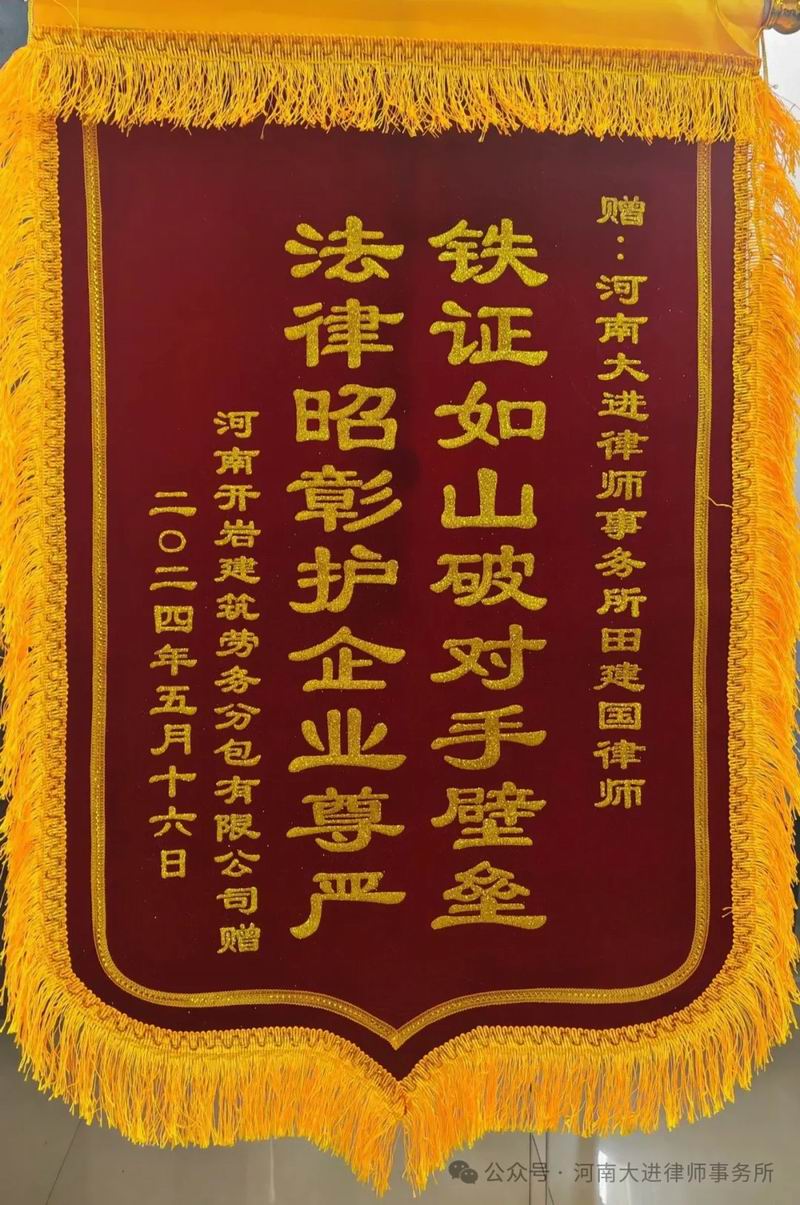 赠：河南大进律师事务所田建国律师
铁证如山破对手壁垒
法律昭彰护企业尊严
河南开岩建筑劳务分包有限公司赠
二〇二四年五月十六日
公众号·河南大进律师事务所